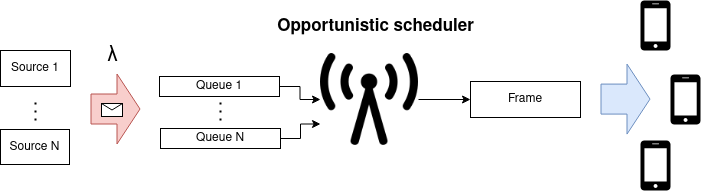 Opportunistic scheduler
λ
Source 1
Queue 1
Frame
Source N
Queue N